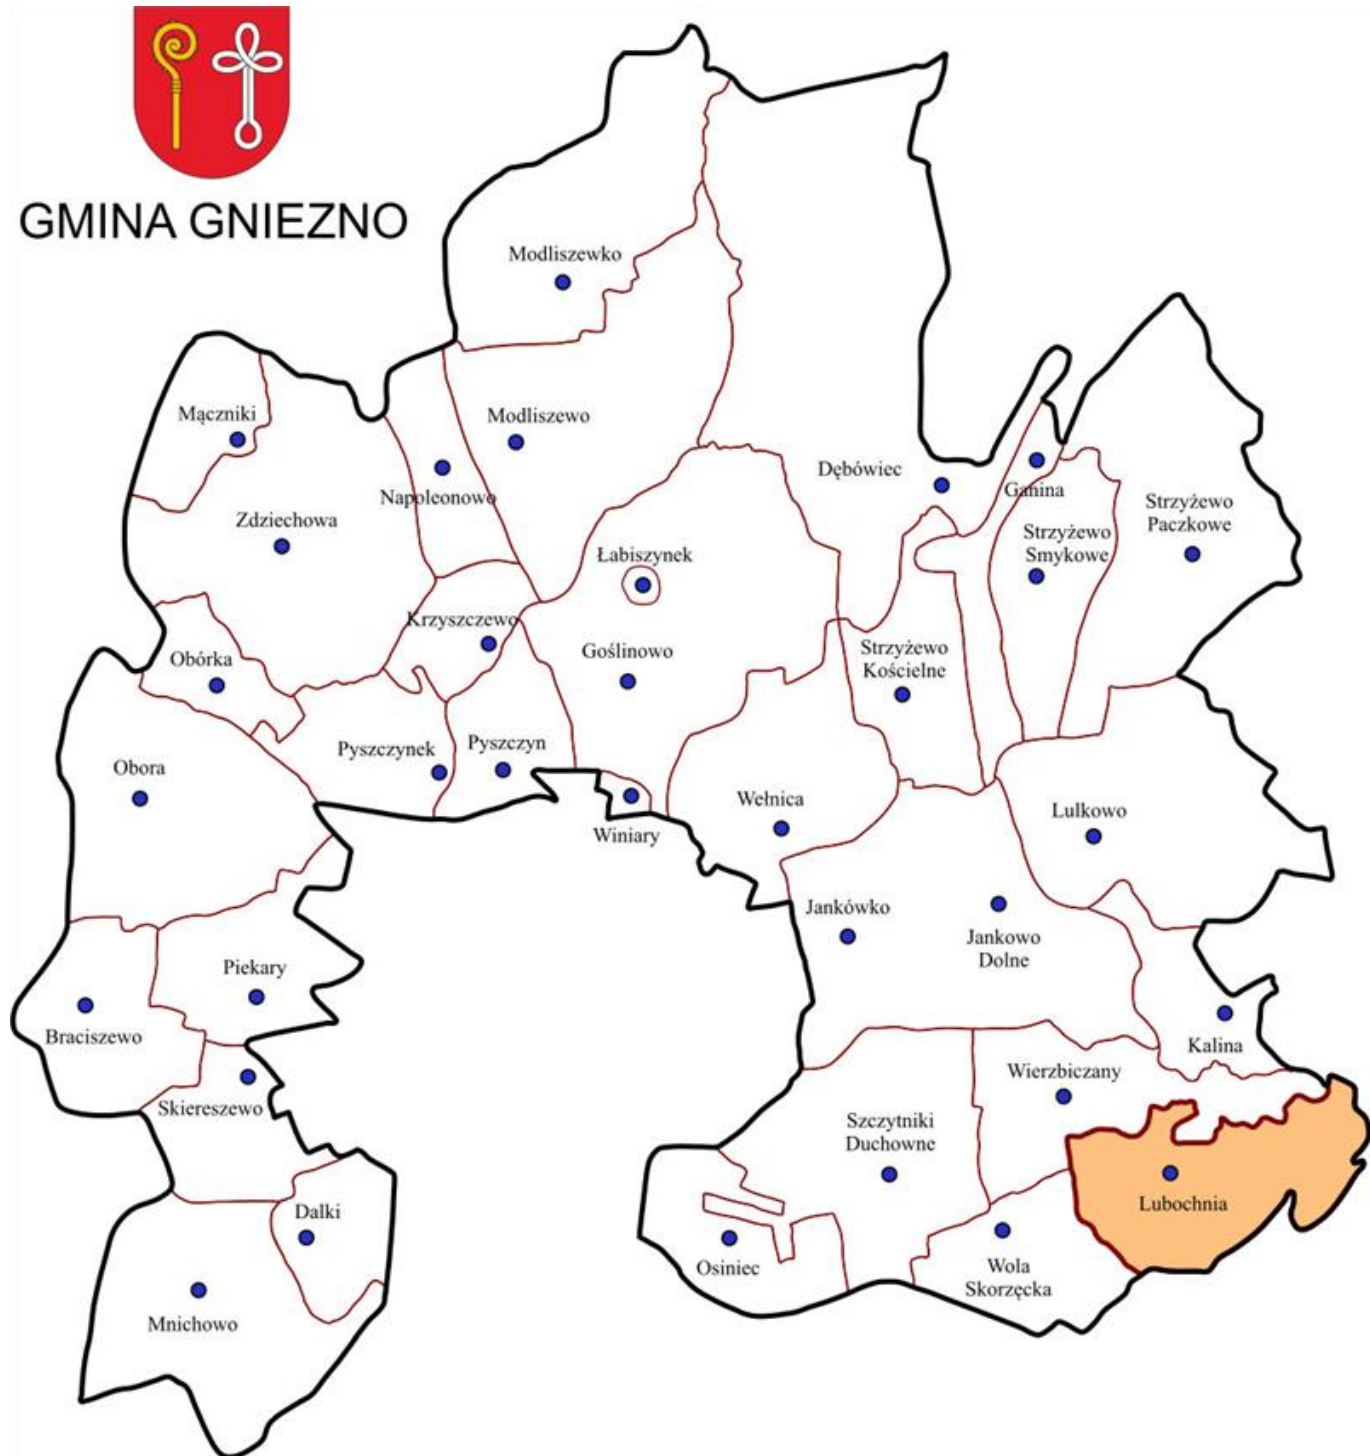 GMINA GNIEZNO
Modliszewko
Mączniki
Modliszewo
Napoleonowo
Dębówiec
Ganina
Strzyżewo
Paczkowe
Zdziechowa
Strzyżewo
Smykowe
Łabiszynek
Krzyszczewo
Goślinowo
Strzyżewo
Kościelne
Obórka
Pyszczynek
Pyszczyn
Obora
Wełnica
Lulkowo
Winiary
Jankówko
Jankowo
Dolne
Piekary
Braciszewo
Kalina
Wierzbiczany
Skiereszewo
Szczytniki
Duchowne
Lubochnia
Dalki
Osiniec
Wola
Skorzęcka
Mnichowo